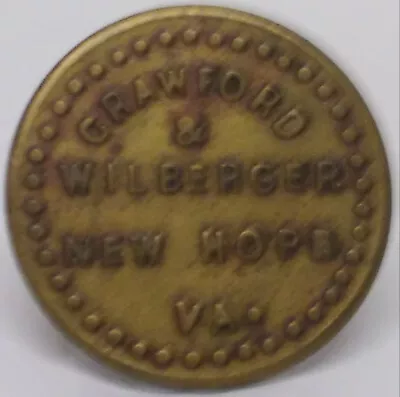 CRAWFORD
&
WILBERGER
NEW HOPE
VA.